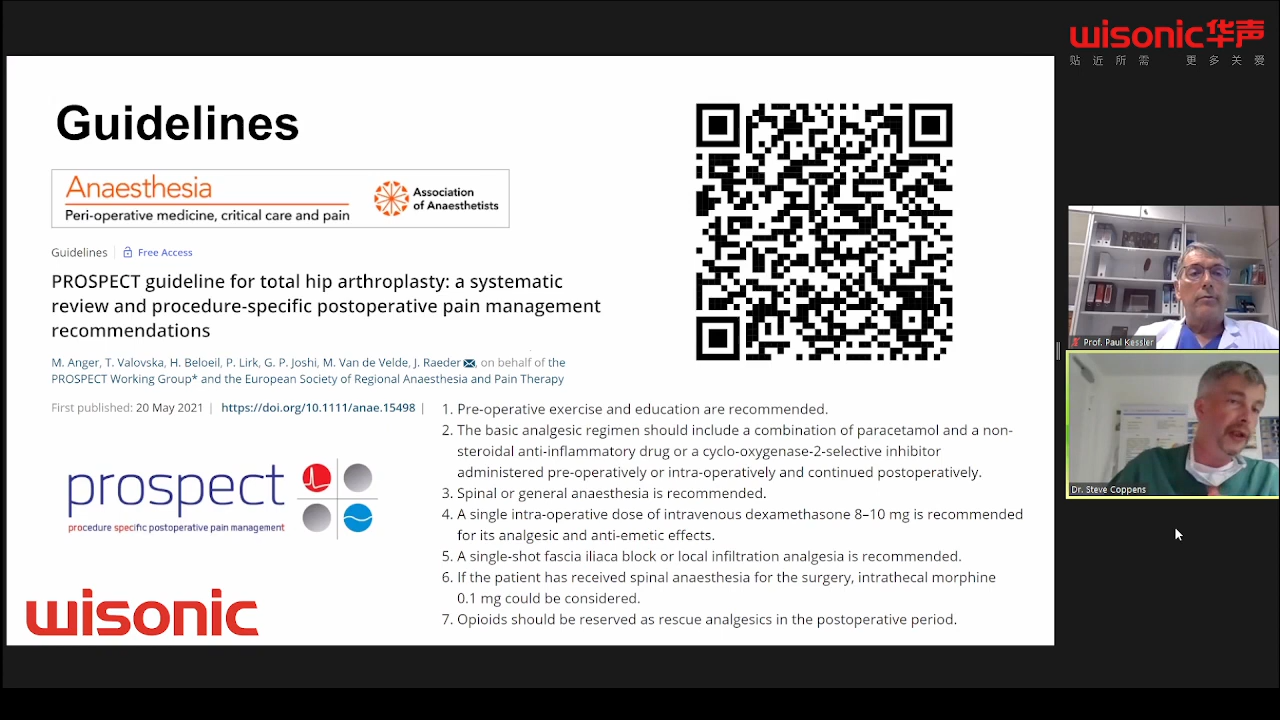 wisonic华声
贴近所需 更多关爱
Guidelines
Anaesthesia
Peri-operative medicine, critical care and pain
Association
of Anaesthetists
Guidelines Free Access
PROSPECT guideline for total hip arthroplasty: a systematic
review and procedure-specific postoperative pain management
recommendations
M. Anger, T. Valovska, H. Beloeil, P. Lirk, G. P. Joshi, M. Van de Velde, J. Raeder, on behalf of the
PROSPECT Working Group* and the European Society of Regional Anaesthesia and Pain Therapy
First published: 20 May 2021 | https://doi.org/10.1111/anae.15498 |
prospect
procedure specific postoperative pain management
wisonic
1. Pre-operative exercise and education are recommended.
2. The basic analgesic regimen should include a combination of paracetamol and a non-
steroidal anti-inflammatory drug or a cyclo-oxygenase-2-selective inhibitor
administered pre-operatively or intra-operatively and continued postoperatively.
3. Spinal or general anaesthesia is recommended.
4. A single intra-operative dose of intravenous dexamethasone 8–10 mg is recommended
for its analgesic and anti-emetic effects.
5. A single-shot fascia iliaca block or local infiltration analgesia is recommended.
6. If the patient has received spinal anaesthesia for the surgery, intrathecal morphine
0.1 mg could be considered.
7. Opioids should be reserved as rescue analgesics in the postoperative period.
Prof. Paul Kessler
Dr. Steve Coppens